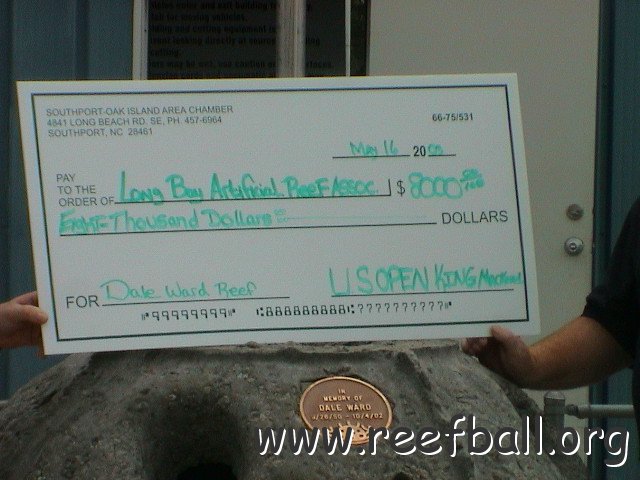 SOUTHPORT-OAK ISLAND AREA CHAMBER
4841 LONG BEACH RD. SE, PH. 457-6964
SOUTHPORT, NC 28461
66-75/531
May 16 20
PAY
TO THE
ORDER OF Long Bay Artificial Reef Assoc. $ 8000
Eight Thousand Dollars DOLLARS
FOR Dale Ward Reef U S OPEN KING Mackerel
⑈99999999⑈ ⑆888888888⑆ ??????????⑈
IN
MEMORY OF
DALE WARD
www.reefball.org